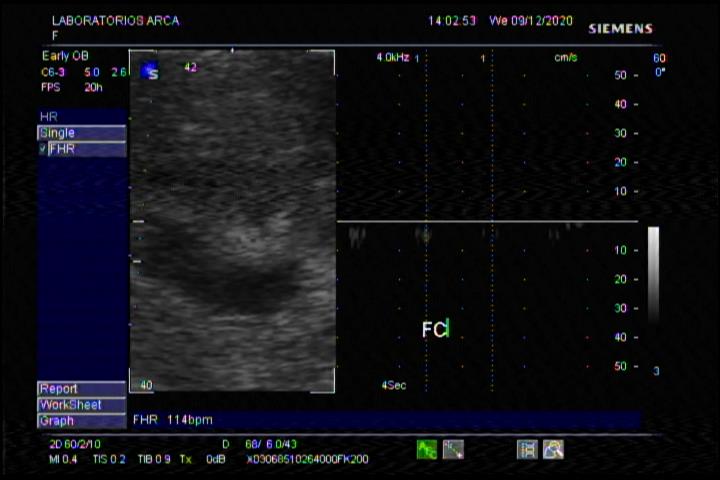 LABORATORIOS ARCA 14:02:53 We 09/12/2020 SIEMENS
F
Early OB
C6-3 5.0 2.6
FPS 20h
HR
Single
FHR
S 42
4.0kHz 1 1 cm/s 60
0°
50
40
30
20
10
10
20
30
40
50 3
FC
40 4Sec
Report
WorkSheet
Graph
FHR 114bpm
2D 60/2/10 D 68/ 6.0/43
MI 0.4 TIS 0.2 TIB 0.9 Tx 0dB XD3068510264000FK200